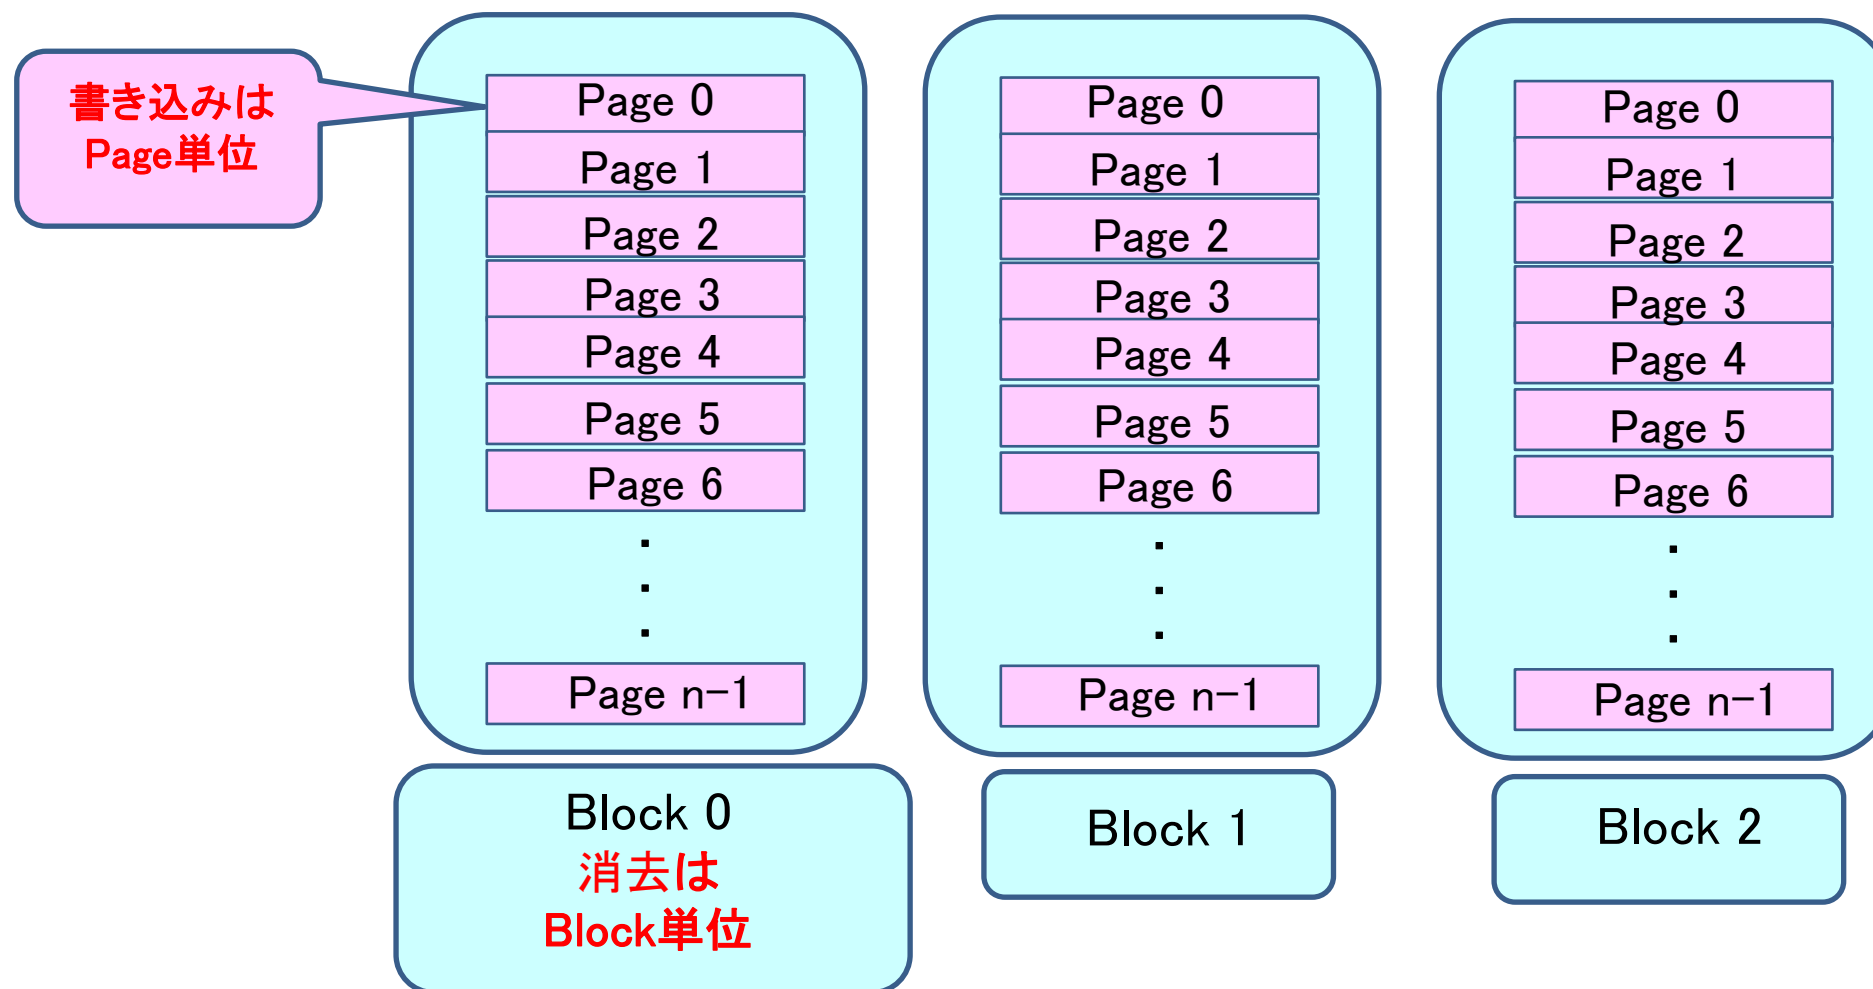 書き込みは
Page単位
Page 0
Page 1
Page 2
Page 3
Page 4
Page 5
Page 6
・
・
・
Page n-1
Block 0
消去は
Block単位
Page 0
Page 1
Page 2
Page 3
Page 4
Page 5
Page 6
・
・
・
Page n-1
Block 1
Page 0
Page 1
Page 2
Page 3
Page 4
Page 5
Page 6
・
・
・
Page n-1
Block 2